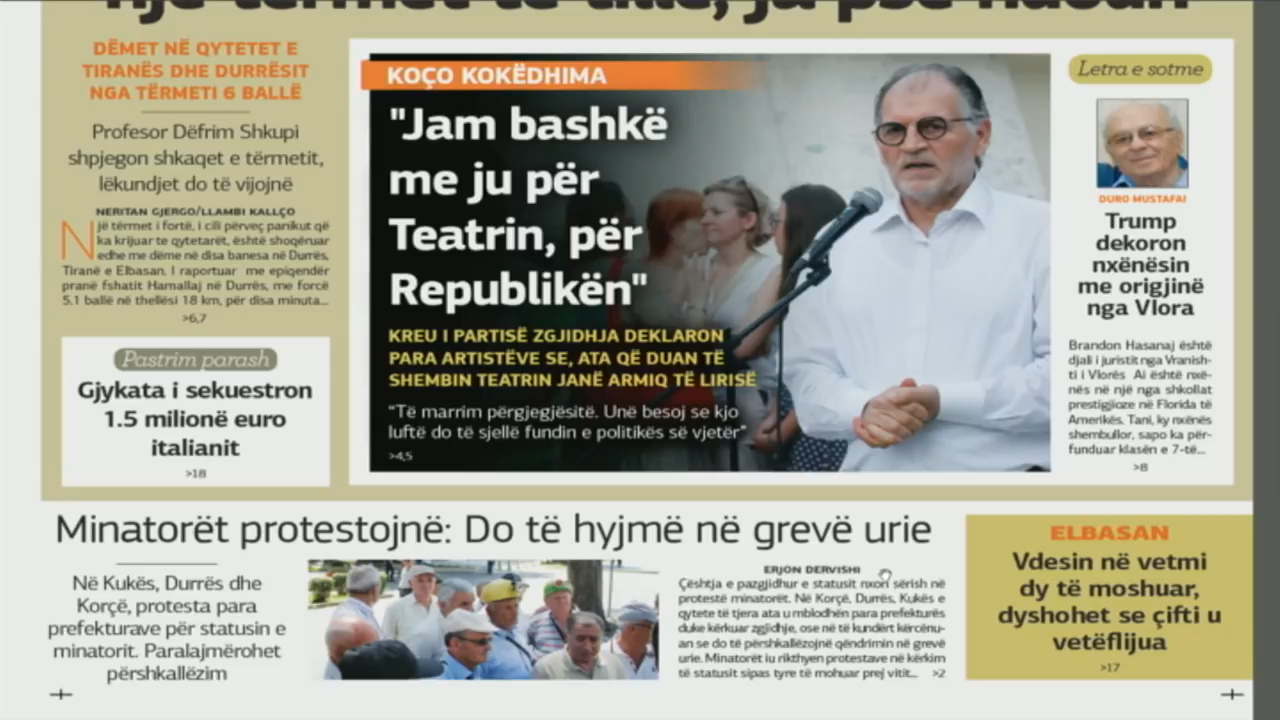 DËMET NË QYTETET E
TIRANËS DHE DURRËSIT
NGA TËRMETI 6 BALLË
Profesor Dëfrim Shkupi
shpjegon shkaqet e tërmetit,
lëkundjet do të vijojnë
NERITAN GJERGO/LLAMBI KALLÇO
Një tërmet i fortë, i cili përveç panikut që
ka krijuar te qytetarët, është shoqëruar
edhe me dëme në disa banesa në Durrës,
Tiranë e Elbasan. I raportuar me epiqendër
pranë fshatit Hamallaj në Durrës, me forcë
5.1 ballë në thellësi 18 km, për disa minuta...
>6,7
Pastrim parash
Gjykata i sekuestron
1.5 milionë euro
italianit
>18
KOÇO KOKËDHIMA
"Jam bashkë
me ju për
Teatrin, për
Republikën"
KREU I PARTISË ZGJIDHJA DEKLARON
PARA ARTISTËVE SE, ATA QË DUAN TË
SHEMBIN TEATRIN JANË ARMIQ TË LIRISË
"Të marrim përgjegjësitë. Unë besoj se kjo
luftë do të sjellë fundin e politikës së vjetër"
>4,5
Letra e sotme
DURO MUSTAFAI
Trump
dekoron
nxënësin
me origjinë
nga Vlora
Brandon Hasanaj është
djali i juristit nga Vranish-
ti i Vlorës Ai është nxë-
nës në një nga shkollat
prestigjioze në Florida të
Amerikës. Tani, ky nxënës
shembullor, sapo ka për-
funduar klasën e 7-të...
>8
Minatorët protestojnë: Do të hyjmë në grevë urie
Në Kukës, Durrës dhe
Korçë, protesta para
prefekturave për statusin e
minatorit. Paralajmërohet
përshkallëzim
ERJON DERVISHI
Çështja e pazgjidhur e statusit nxori sërish në
protestë minatorët. Në Korçë, Durrës, Kukës e
qytete të tjera ata u mblodhën para prefekturës
duke kërkuar zgjidhje, ose në të kundërt kërcënu-
an se do të përshkallëzojnë qëndrimin në grevë
urie. Minatorët iu rikthyen protestave në kërkim
të statusit sipas tyre të mohuar prej vitit... >2
ELBASAN
Vdesin në vetmi
dy të moshuar,
dyshohet se çifti u
vetëflijua
>17